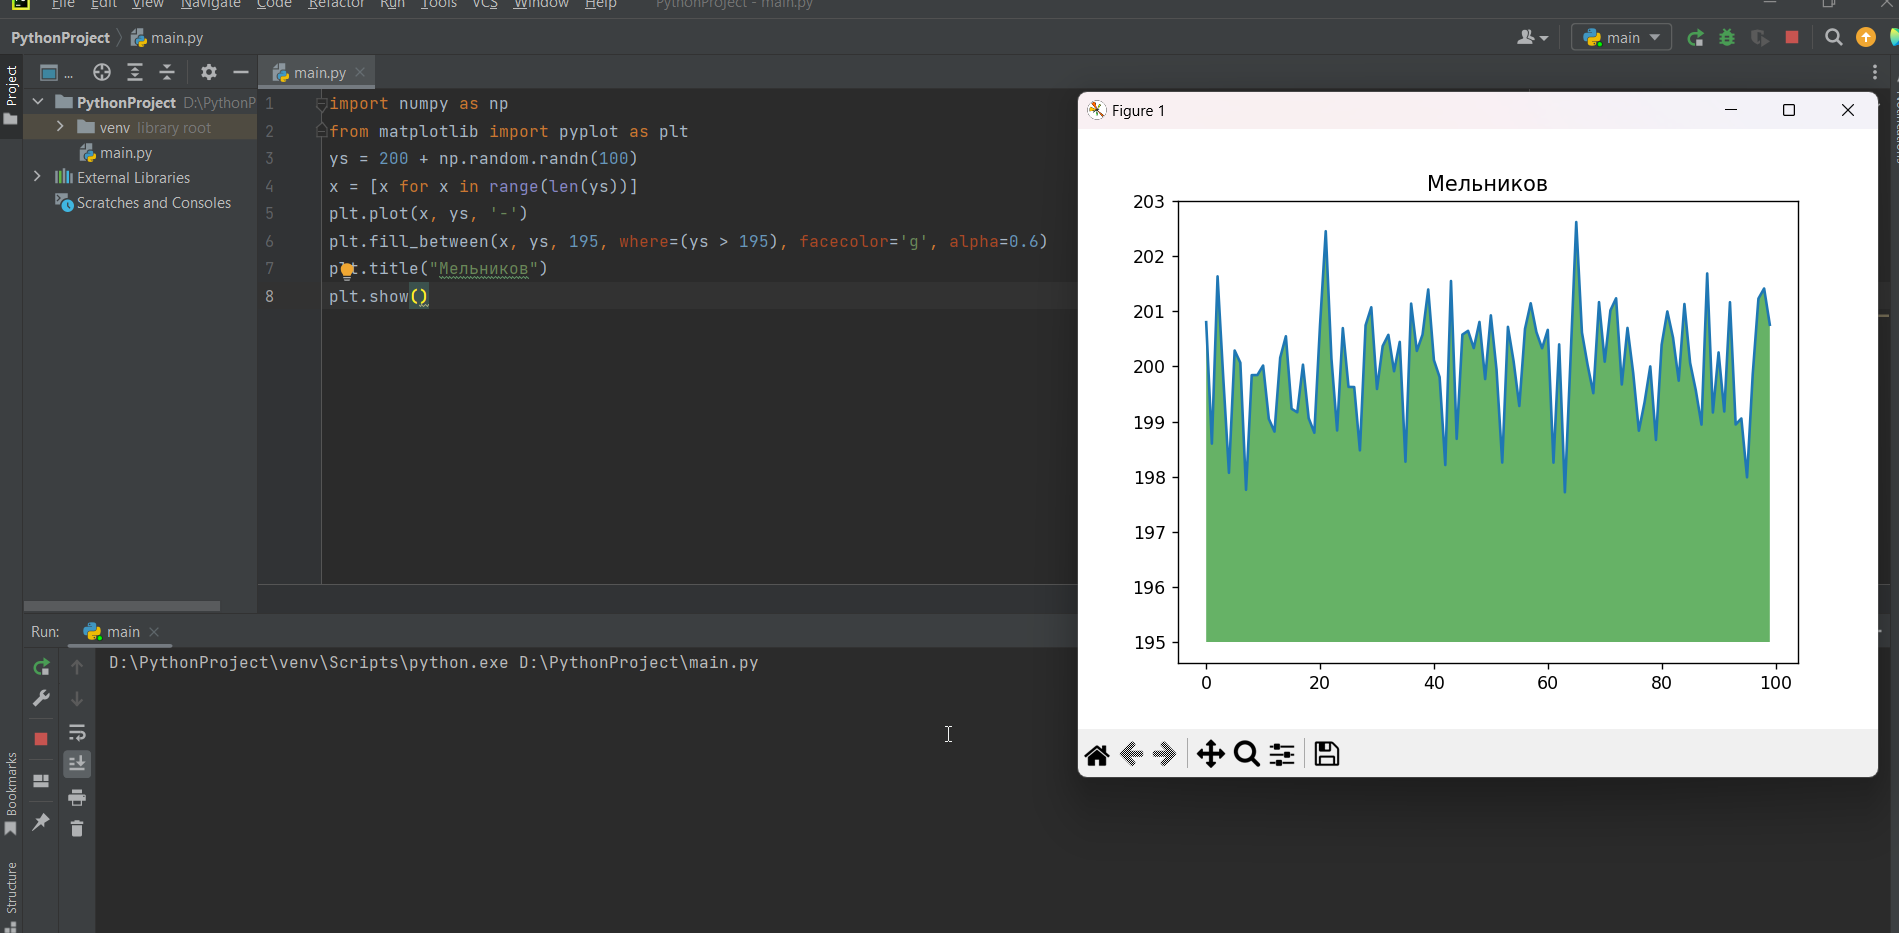 File Edit View Navigate Code Refactor Run Tools VCS Window Help PythonProject - main.py
PythonProject main.py
main
Project
...
main.py
PythonProject D:\PythonP
venv library root
main.py
External Libraries
Scratches and Consoles
1 import numpy as np
2 from matplotlib import pyplot as plt
3 ys = 200 + np.random.randn(100)
4 x = [x for x in range(len(ys))]
5 plt.plot(x, ys, '-')
6 plt.fill_between(x, ys, 195, where=(ys > 195), facecolor='g', alpha=0.6)
7 plt.title("Мельников")
8 plt.show()
Figure 1
Мельников
203
202
201
200
199
198
197
196
195
0 20 40 60 80 100
Run: main
D:\PythonProject\venv\Scripts\python.exe D:\PythonProject\main.py
Bookmarks
Structure